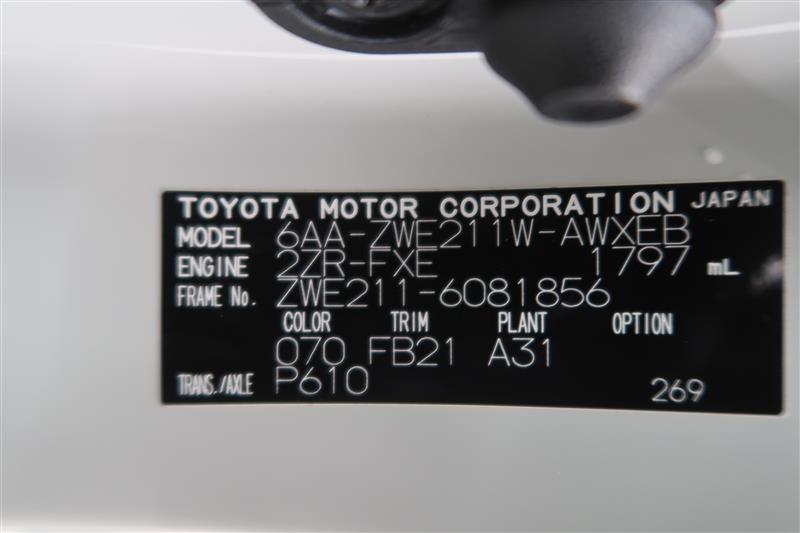 TOYOTA MOTOR CORPORATION JAPAN
MODEL 6AA-ZWE211W-AWXEB
ENGINE 2ZR-FXE 1797 mL
FRAME No. ZWE211-6081856
COLOR TRIM PLANT OPTION
070 FB21 A31
TRANS./AXLE P610 269